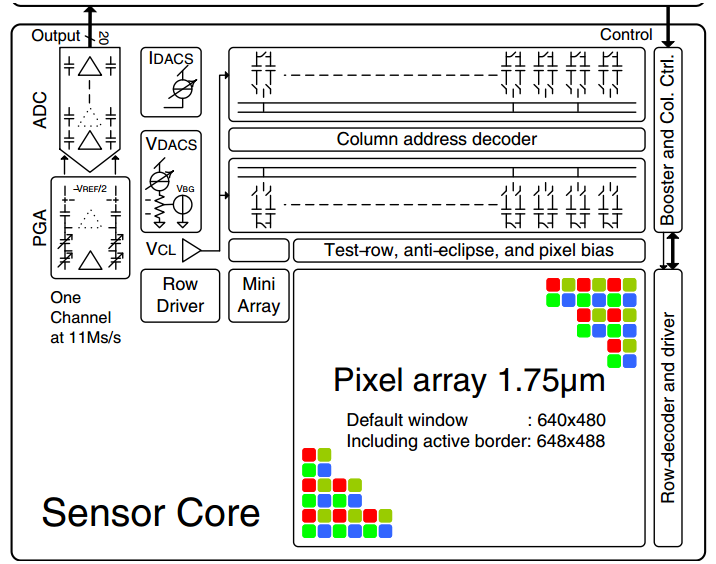 Output
20
Control
ADC
IDACS
Booster and Col. Ctrl.
Column address decoder
VDACS
VBG
–VREF/2
PGA
VCL
Test–row, anti–eclipse, and pixel bias
Row
Driver
Mini
Array
One
Channel
at 11Ms/s
Pixel array 1.75µm
Default window : 640x480
Including active border: 648x488
Row–decoder and driver
Sensor Core